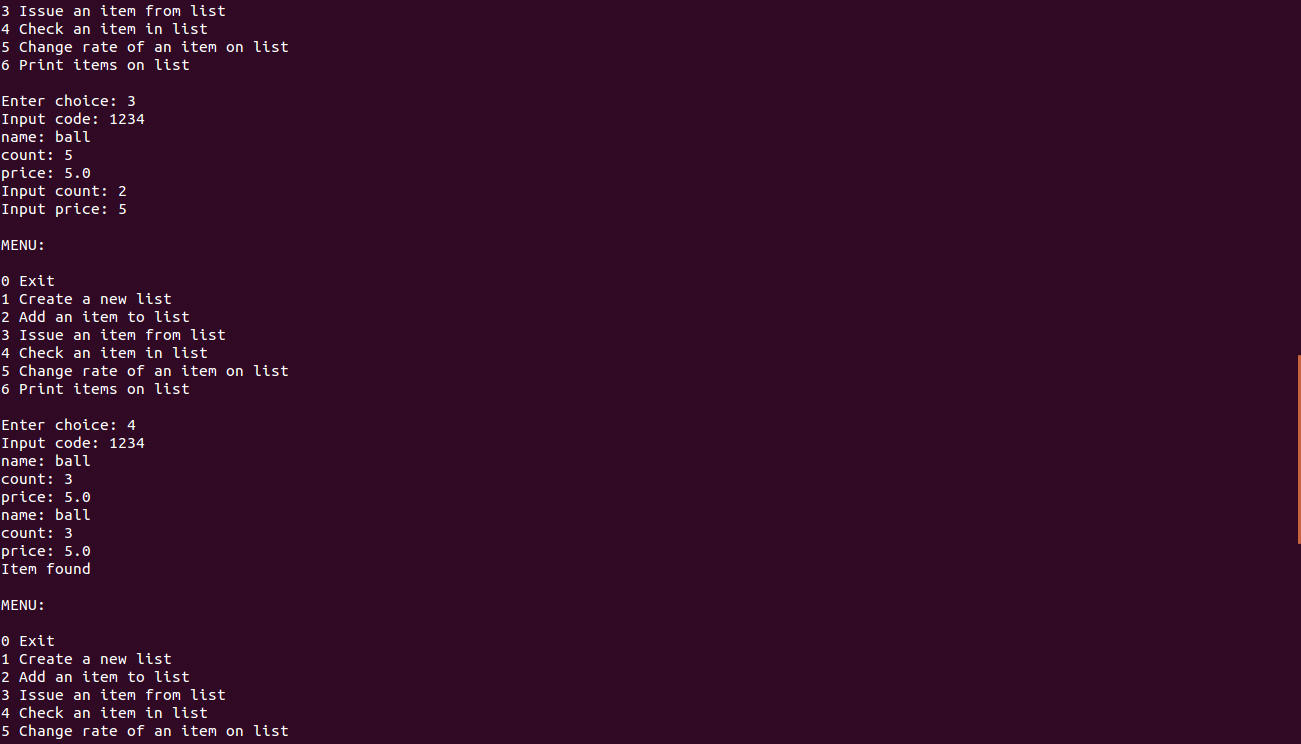 3 Issue an item from list
4 Check an item in list
5 Change rate of an item on list
6 Print items on list
Enter choice: 3
Input code: 1234
name: ball
count: 5
price: 5.0
Input count: 2
Input price: 5
MENU:
0 Exit
1 Create a new list
2 Add an item to list
3 Issue an item from list
4 Check an item in list
5 Change rate of an item on list
6 Print items on list
Enter choice: 4
Input code: 1234
name: ball
count: 3
price: 5.0
name: ball
count: 3
price: 5.0
Item found
MENU:
0 Exit
1 Create a new list
2 Add an item to list
3 Issue an item from list
4 Check an item in list
5 Change rate of an item on list